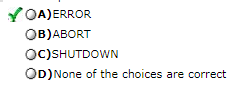 A)ERROR
B)ABORT
C)SHUTDOWN
D)None of the choices are correct